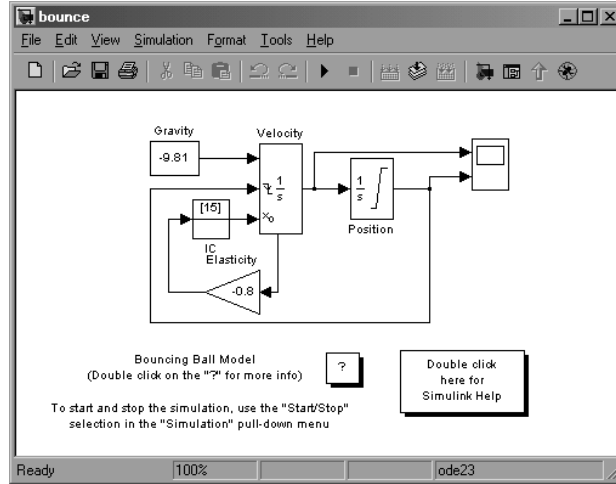 bounce
File Edit View Simulation Format Tools Help
Gravity
Velocity
-9.81
1
s
1
s
[15]
xo
Position
IC
Elasticity
-0.8
Bouncing Ball Model
(Double click on the "?" for more info)
?
Double click
here for
Simulink Help
To start and stop the simulation, use the "Start/Stop"
selection in the "Simulation" pull-down menu
Ready 100% ode23